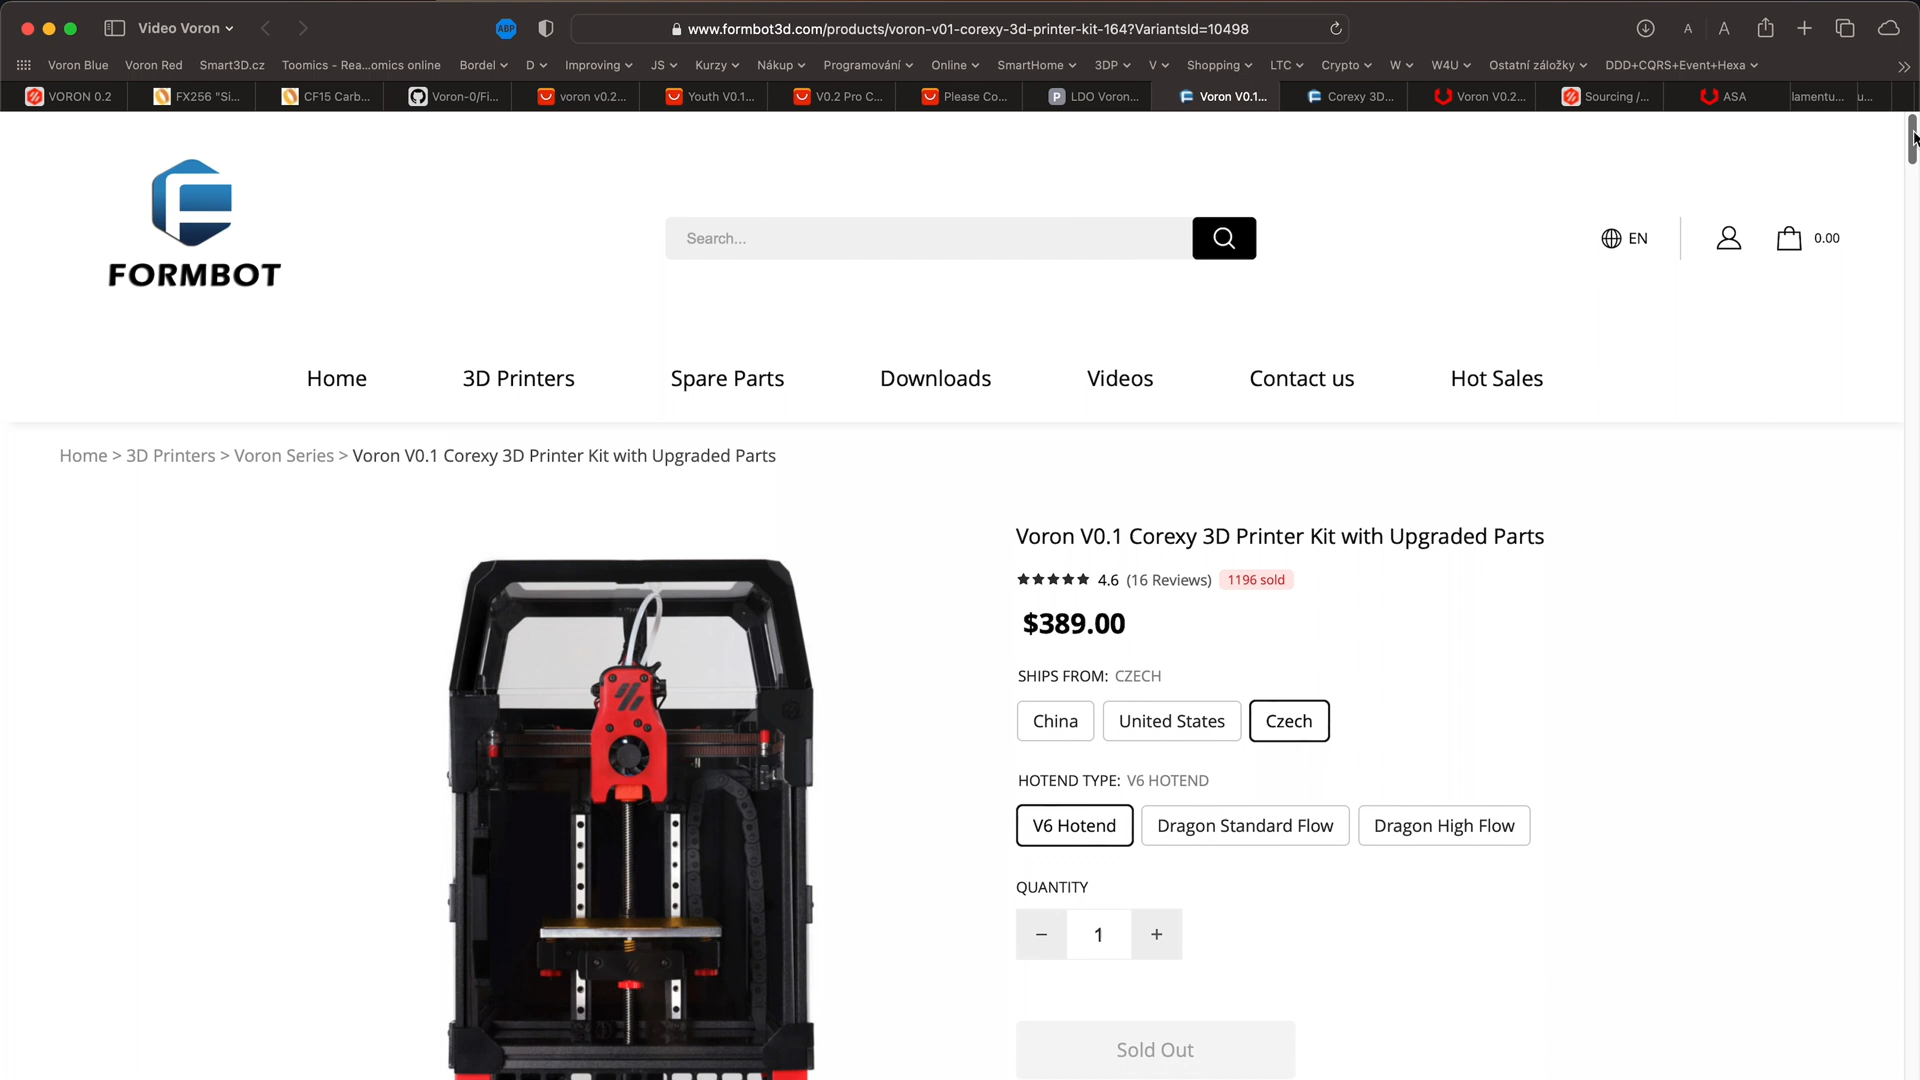 Video Voron
ABP
www.formbot3d.com/products/voron-v01-corexy-3d-printer-kit-164?VariantsId=10498
A A
Voron Blue Voron Red Smart3D.cz Toomics - Rea...omics online Bordel D Improving JS Kurzy Nákup Programování Online SmartHome 3DP V Shopping LTC Crypto W W4U Ostatní záložky DDD+CQRS+Event+Hexa
VORON 0.2 FX256 "Si... CF15 Carb... Voron-0/Fi... voron v0.2... Youth V0.1... V0.2 Pro C... Please Co... LDO Voron... Voron V0.1... Corexy 3D... Voron V0.2... Sourcing /... ASA lamentu... u...
FORMBOT
Search...
EN
0.00
Home 3D Printers Spare Parts Downloads Videos Contact us Hot Sales
Home > 3D Printers > Voron Series > Voron V0.1 Corexy 3D Printer Kit with Upgraded Parts
Voron V0.1 Corexy 3D Printer Kit with Upgraded Parts
4.6 (16 Reviews) 1196 sold
$389.00
SHIPS FROM: CZECH
China United States Czech
HOTEND TYPE: V6 HOTEND
V6 Hotend Dragon Standard Flow Dragon High Flow
QUANTITY
− 1 +
Sold Out